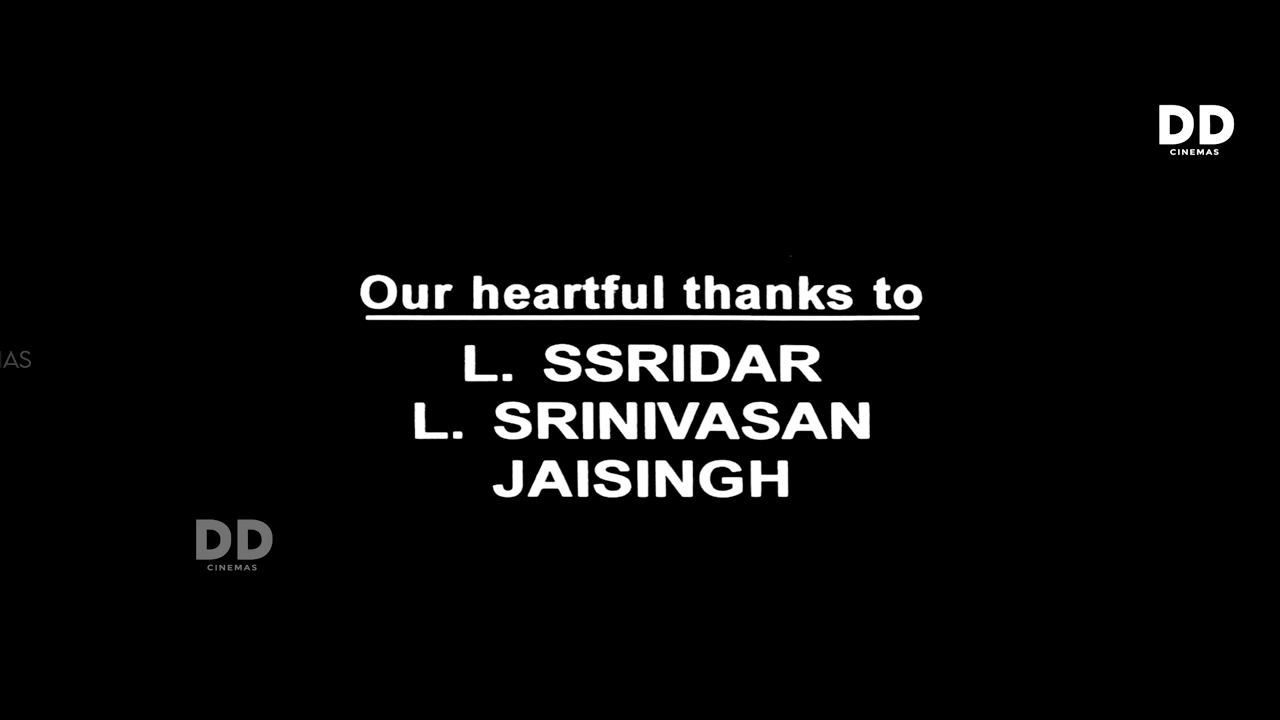 DD
CINEMAS
Our heartful thanks to
L. SSRIDAR
L. SRINIVASAN
JAISINGH
DD
CINEMAS